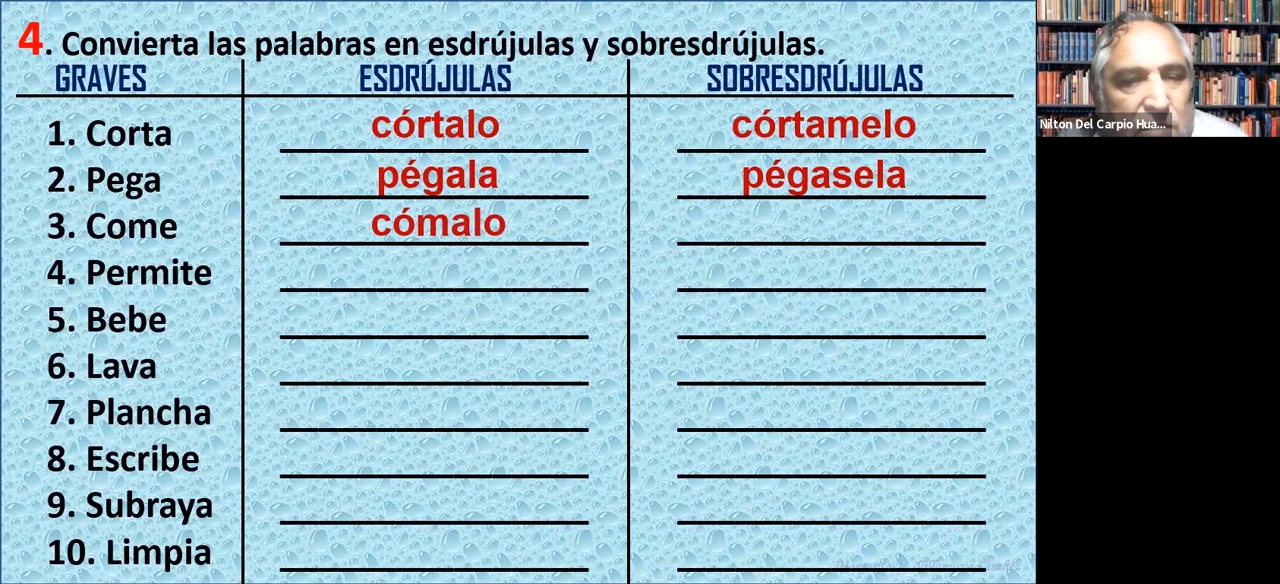 4. Convierta las palabras en esdrújulas y sobresdrújulas.
GRAVES ESDRÚJULAS SOBRESDRÚJULAS
1. Corta córtalo córtamelo
2. Pega pégala pégasela
3. Come cómalo
4. Permite
5. Bebe
6. Lava
7. Plancha
8. Escribe
9. Subraya
10. Limpia
Nilton Del Carpio Hua...